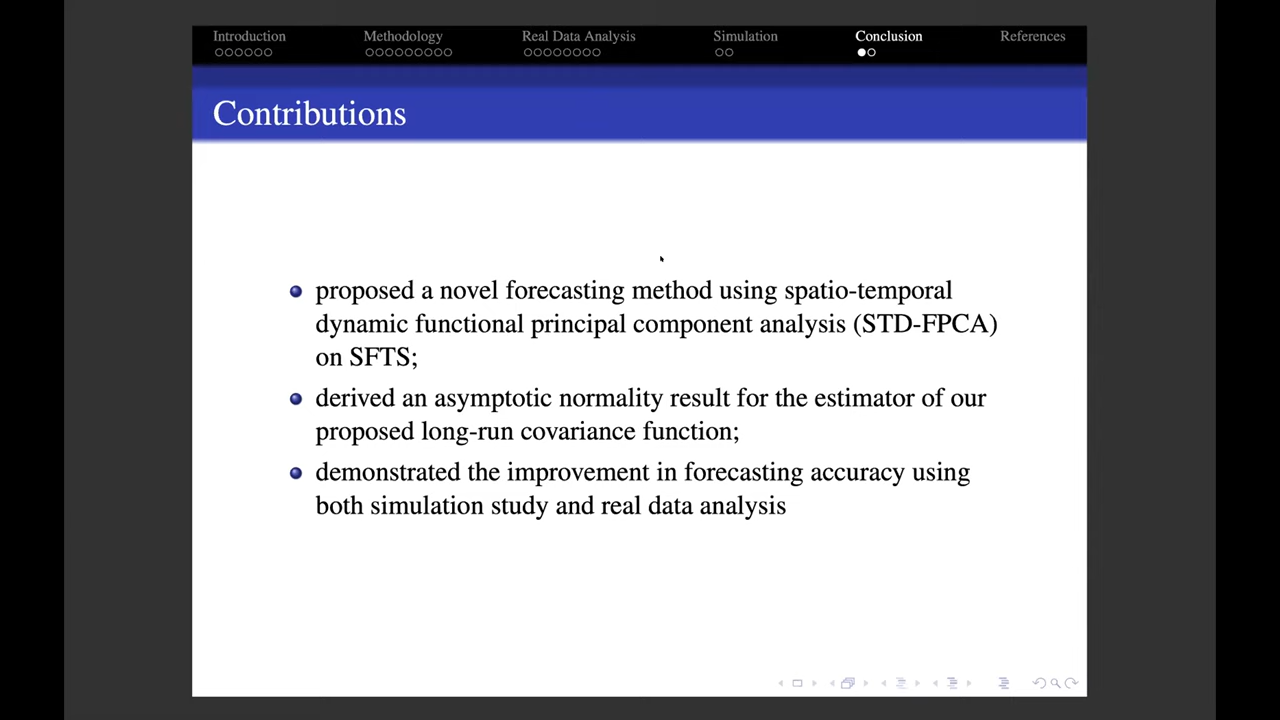 Introduction Methodology Real Data Analysis Simulation Conclusion References
Contributions
proposed a novel forecasting method using spatio-temporal
dynamic functional principal component analysis (STD-FPCA)
on SFTS;
derived an asymptotic normality result for the estimator of our
proposed long-run covariance function;
demonstrated the improvement in forecasting accuracy using
both simulation study and real data analysis